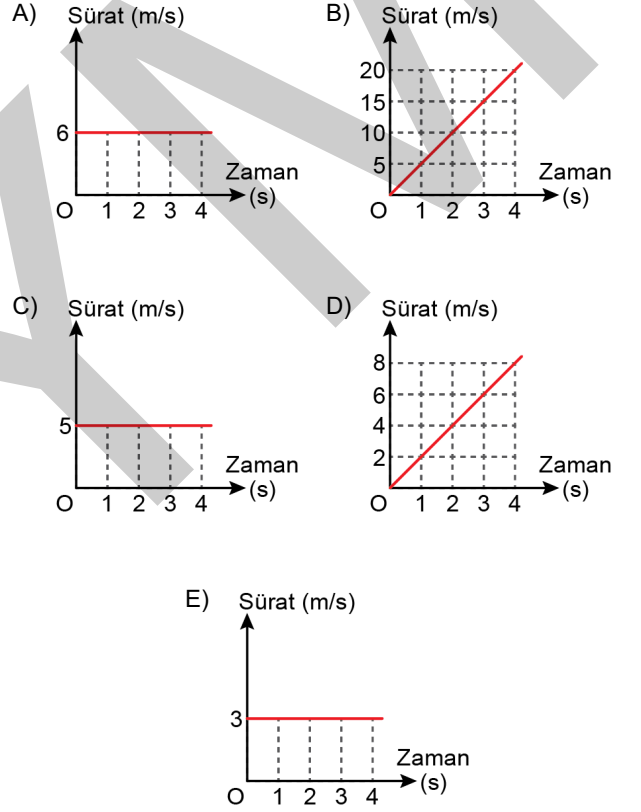 A) Sürat (m/s)
6
Zaman
O 1 2 3 4 (s)
B) Sürat (m/s)
20
15
10
5
Zaman
O 1 2 3 4 (s)
C) Sürat (m/s)
5
Zaman
O 1 2 3 4 (s)
D) Sürat (m/s)
8
6
4
2
Zaman
O 1 2 3 4 (s)
E) Sürat (m/s)
3
Zaman
O 1 2 3 4 (s)